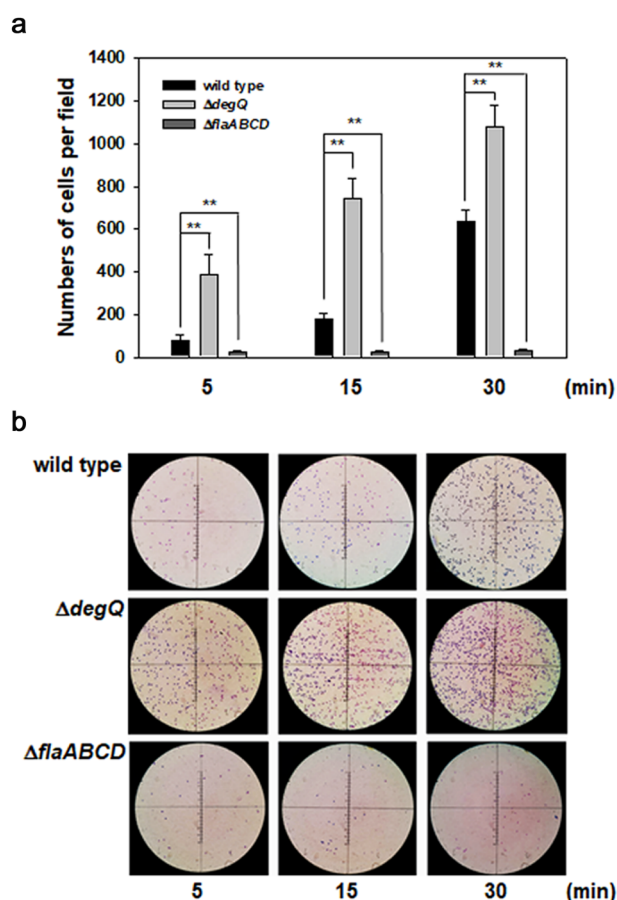 a
Numbers of cells per field
1400
1200
1000
800
600
400
200
0
wild type
ΔdegQ
ΔflaABCD
**
**
**
**
**
**
5 15 30 (min)
b
wild type
ΔdegQ
ΔflaABCD
5 15 30 (min)